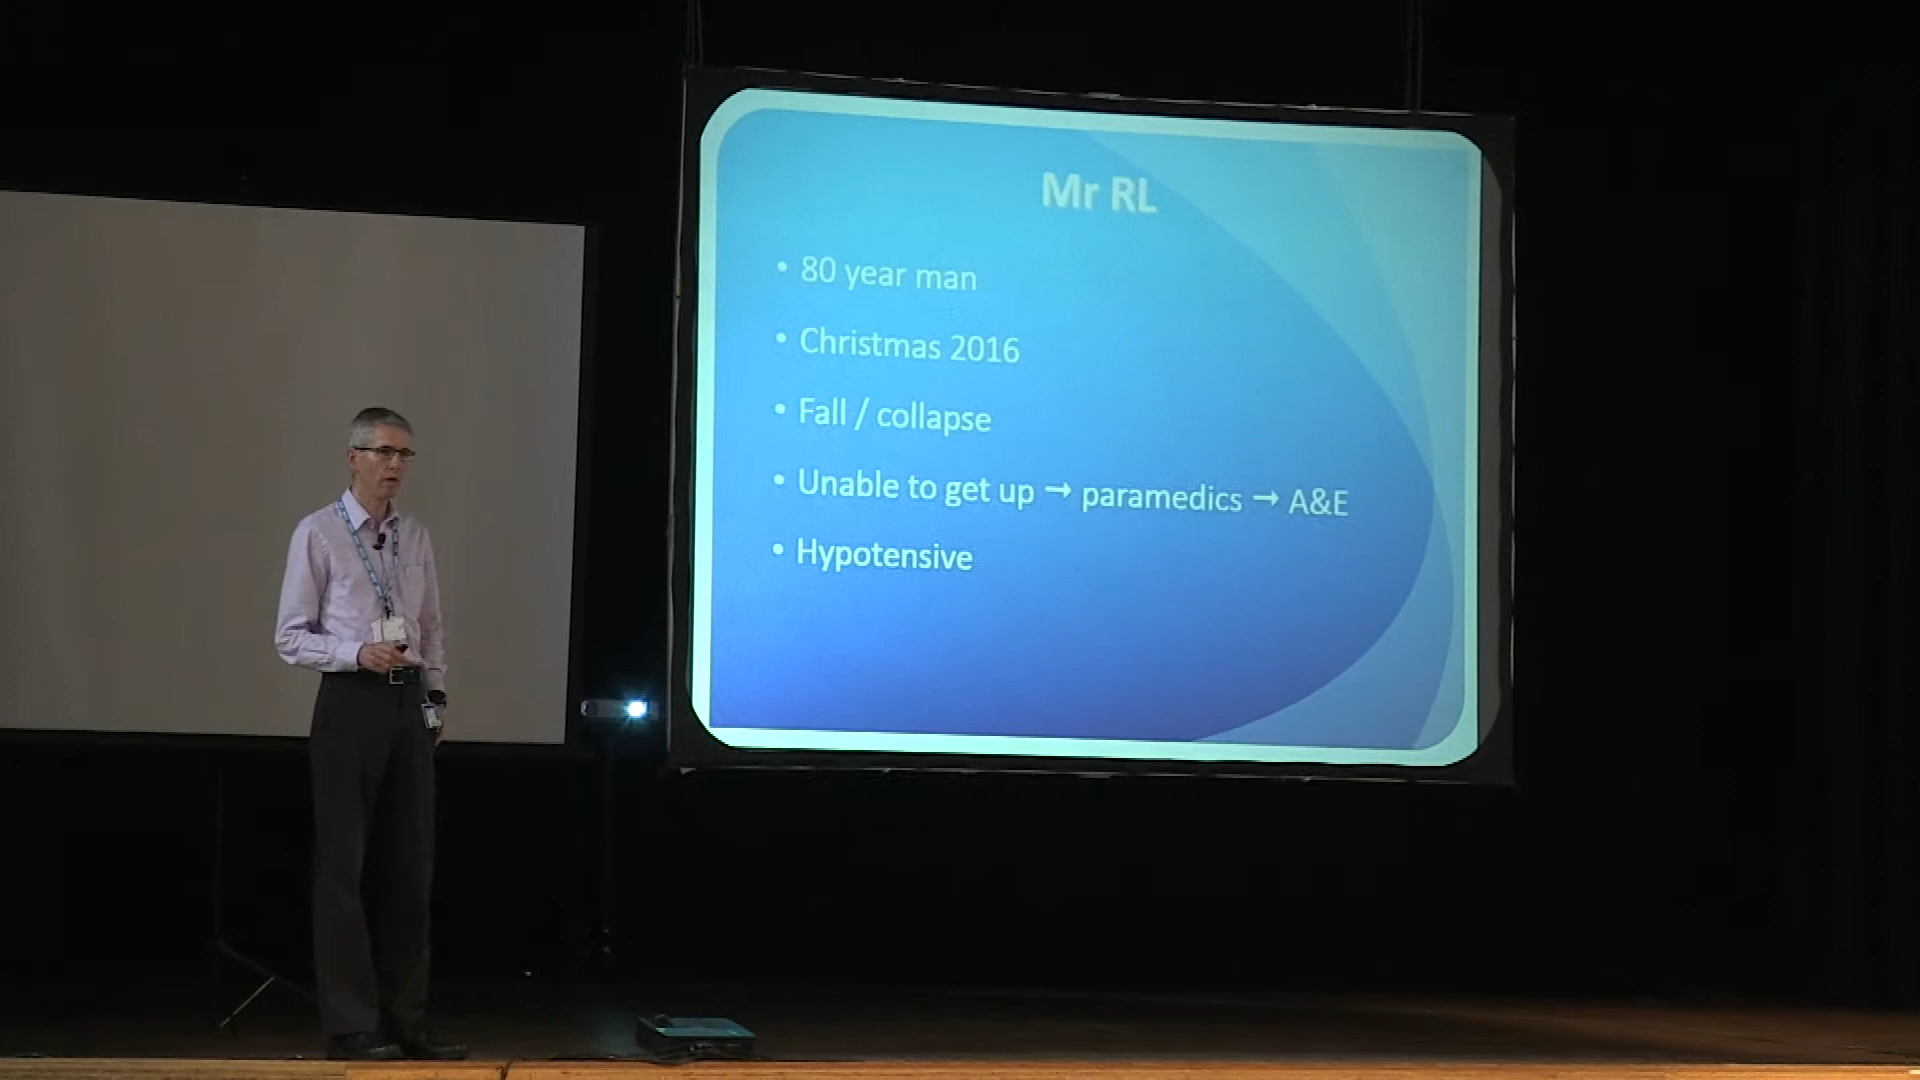 Mr RL
• 80 year man
• Christmas 2016
• Fall / collapse
• Unable to get up → paramedics → A&E
• Hypotensive